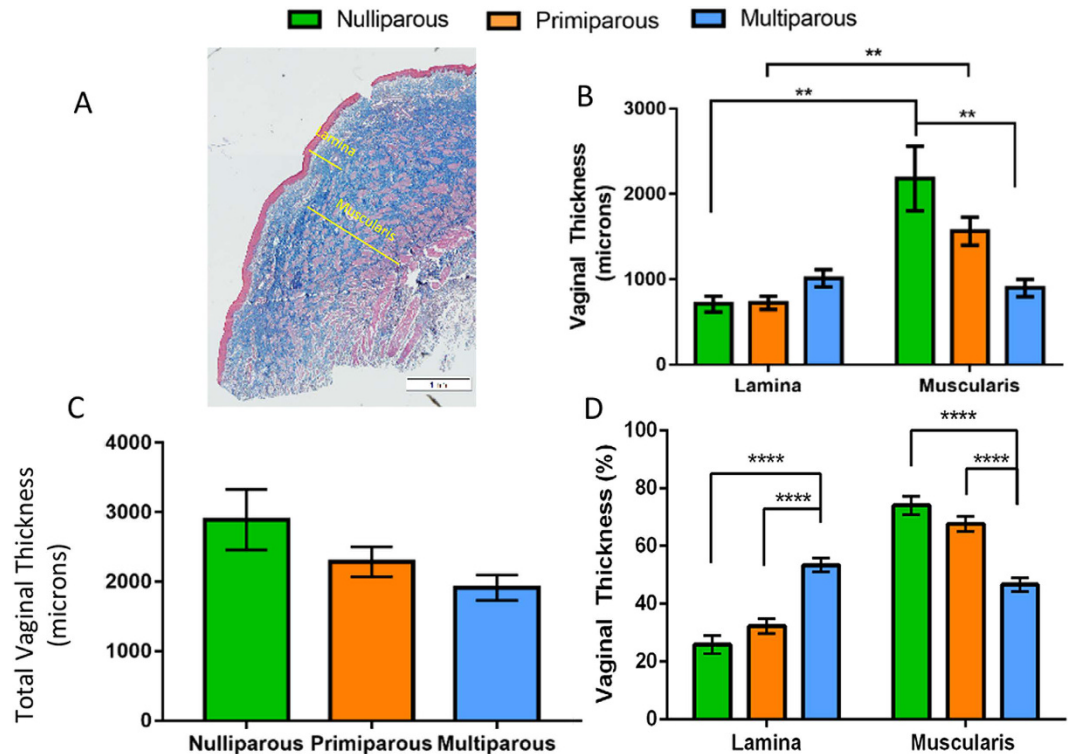 Nulliparous Primiparous Multiparous
A
Lamina
Muscularis
B
Vaginal Thickness
(microns)
3000
2000
1000
0
**
**
**
Lamina Muscularis
C
Total Vaginal Thickness
(microns)
4000
3000
2000
1000
0
Nulliparous Primiparous Multiparous
D
Vaginal Thickness (%)
100
80
60
40
20
0
****
****
****
****
Lamina Muscularis